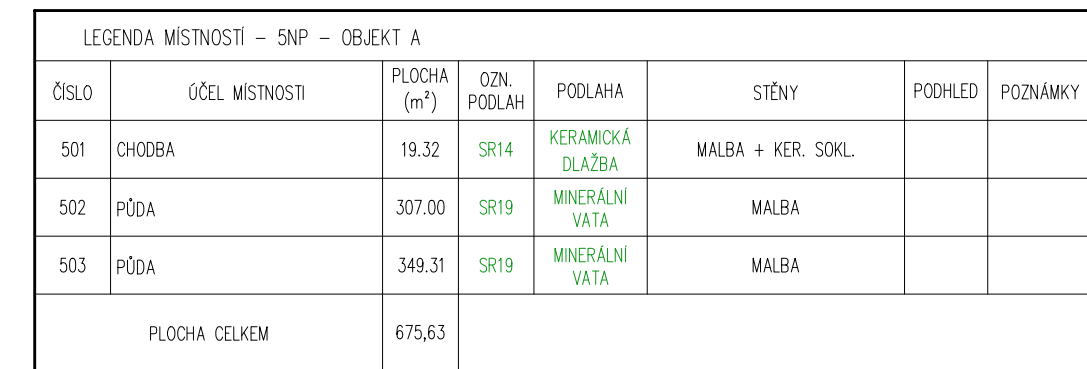 LEGENDA MÍSTNOSTÍ – 5NP – OBJEKT A
ČÍSLO ÚČEL MÍSTNOSTI PLOCHA (m²) OZN. PODLAH PODLAHA STĚNY PODHLED POZNÁMKY
501 CHODBA 19.32 SR14 KERAMICKÁ DLAŽBA MALBA + KER. SOKL.
502 PŮDA 307.00 SR19 MINERÁLNÍ VATA MALBA
503 PŮDA 349.31 SR19 MINERÁLNÍ VATA MALBA
PLOCHA CELKEM 675,63